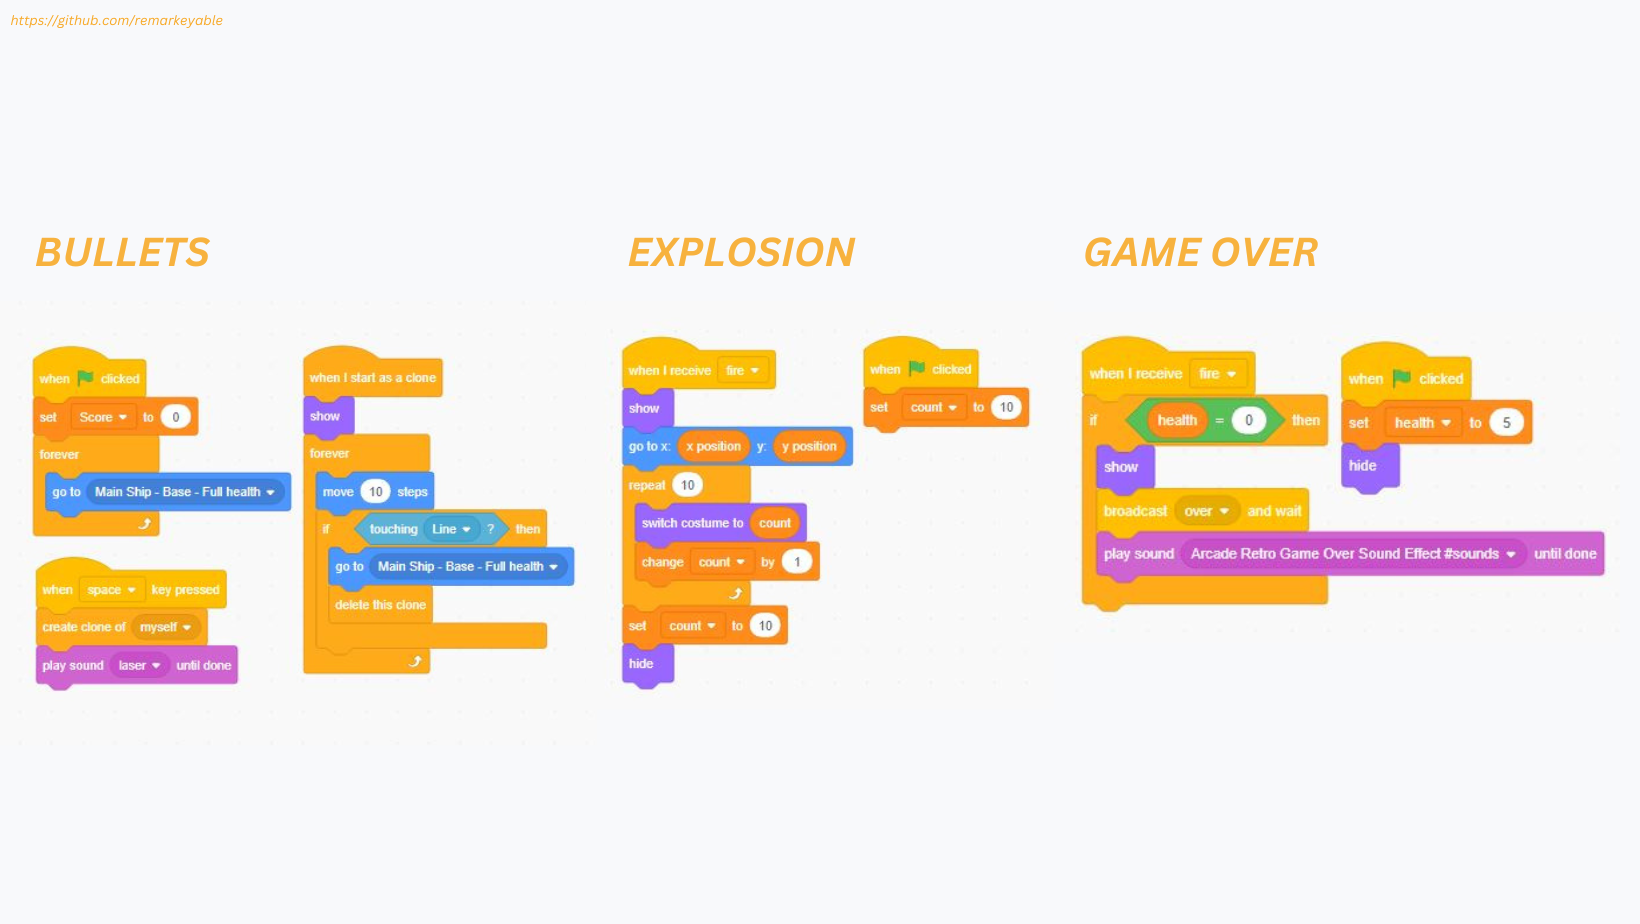 https://github.com/remarkeyable
BULLETS
when clicked
set Score to 0
forever
go to Main Ship - Base - Full health
when space key pressed
create clone of myself
play sound laser until done
when I start as a clone
show
forever
move 10 steps
if touching Line ? then
go to Main Ship - Base - Full health
delete this clone
EXPLOSION
when I receive fire
show
go to x: x position y: y position
repeat 10
switch costume to count
change count by 1
set count to 10
hide
when clicked
set count to 10
GAME OVER
when I receive fire
if health = 0 then
show
broadcast over and wait
play sound Arcade Retro Game Over Sound Effect #sounds until done
when clicked
set health to 5
hide